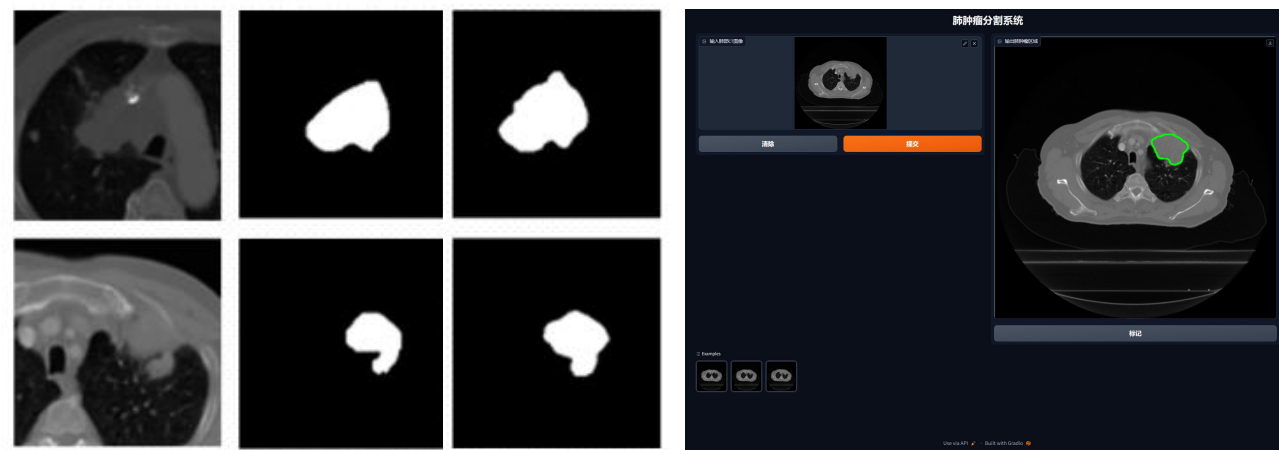 肺肿瘤分割系统
输入肺部CT图像
输出肺肿瘤区域
清除
提交
标记
Examples
Use via API
·
Built with Gradio